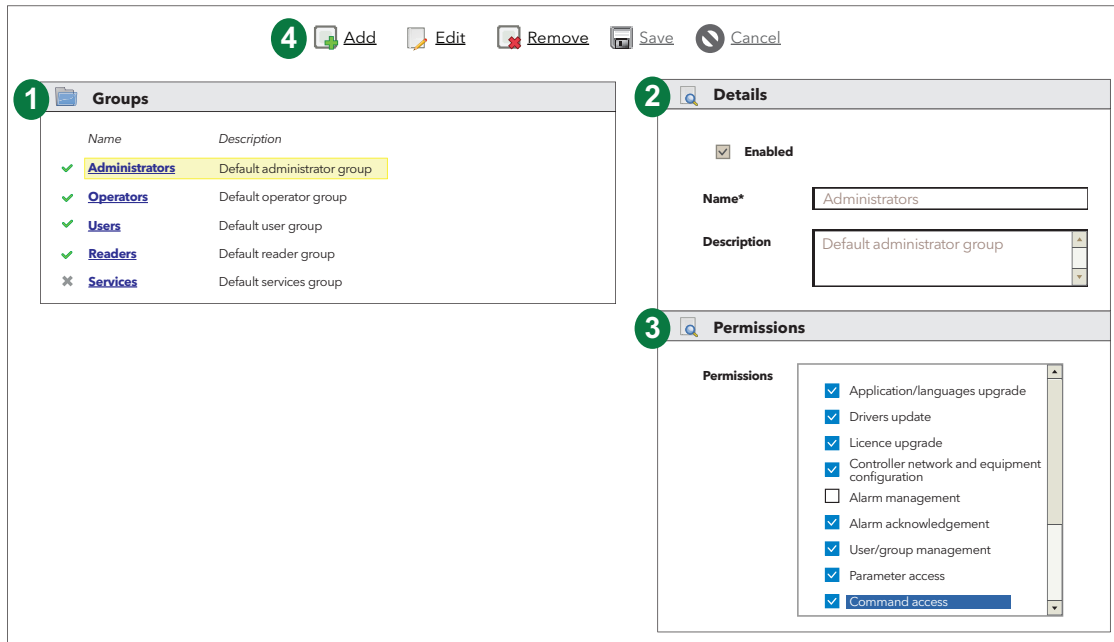 4 Add Edit Remove Save Cancel
1 Groups
Name Description
Administrators Default administrator group
Operators Default operator group
Users Default user group
Readers Default reader group
Services Default services group
2 Details
Enabled
Name* Administrators
Description Default administrator group
3 Permissions
Permissions
Application/languages upgrade
Drivers update
Licence upgrade
Controller network and equipment
configuration
Alarm management
Alarm acknowledgement
User/group management
Parameter access
Command access